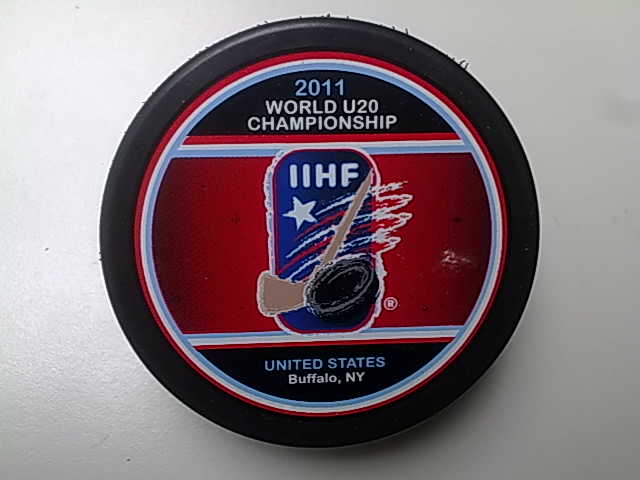 2011
WORLD U20
CHAMPIONSHIP
IIHF
®
UNITED STATES
Buffalo, NY